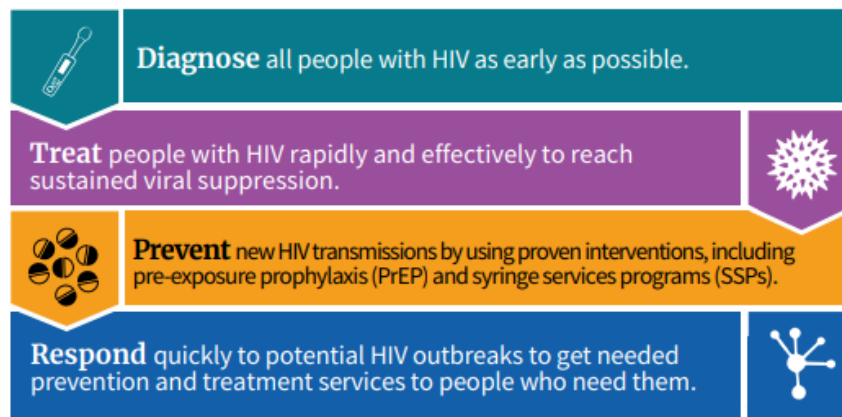 Diagnose all people with HIV as early as possible.
Treat people with HIV rapidly and effectively to reach
sustained viral suppression.
Prevent new HIV transmissions by using proven interventions, including
pre-exposure prophylaxis (PrEP) and syringe services programs (SSPs).
Respond quickly to potential HIV outbreaks to get needed
prevention and treatment services to people who need them.